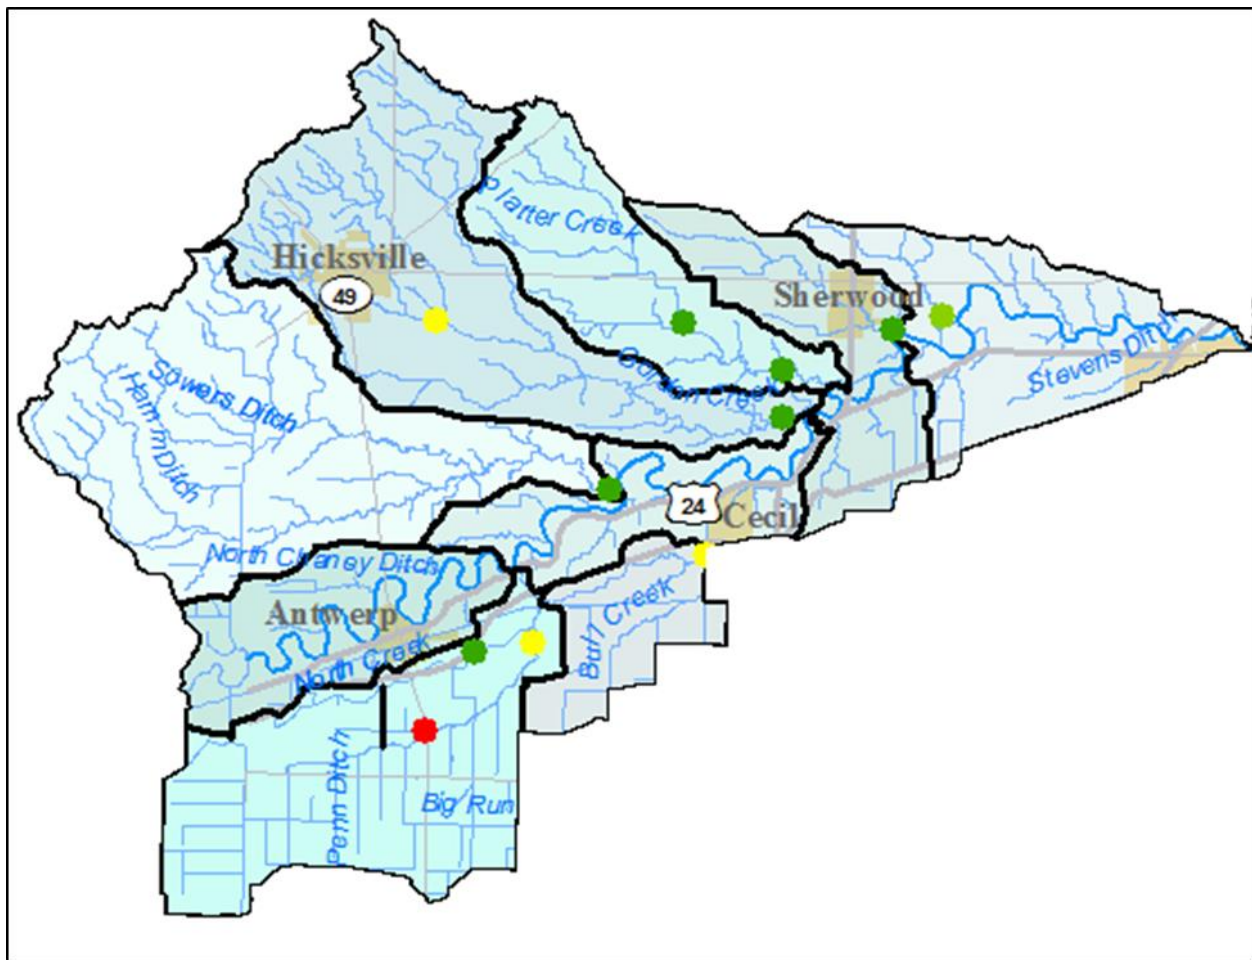 Platter Creek
Hicksville
49
Sherwood
Stevens Ditch
Gordon Creek
Sowers Ditch
Hamm Ditch
24
Cecil
North Chaney Ditch
Antwerp
Bull Creek
North Creek
Penn Ditch
Big Run